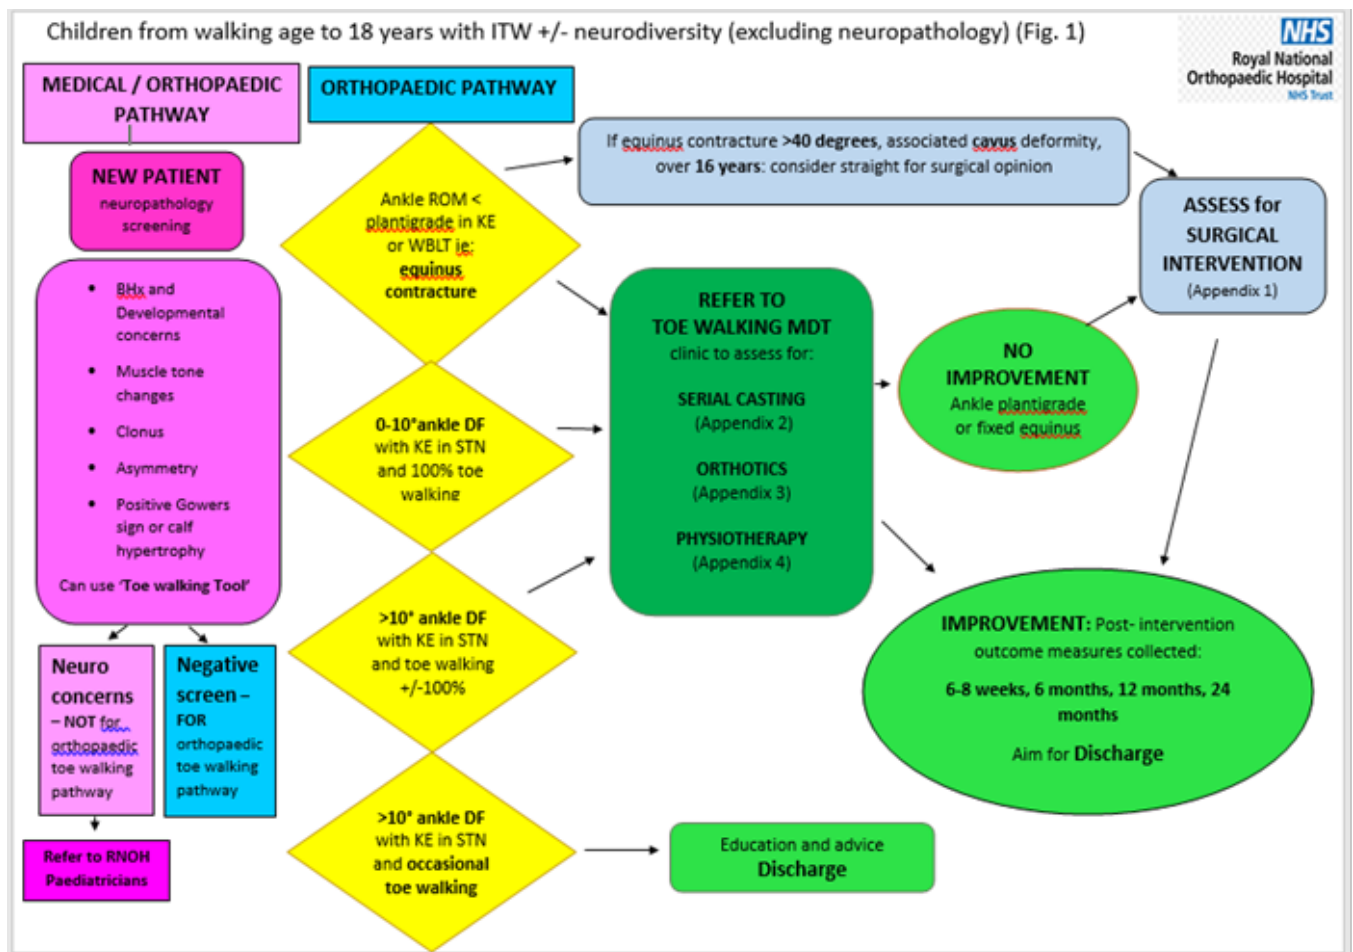 Children from walking age to 18 years with ITW +/- neurodiversity (excluding neuropathology) (Fig. 1)
NHS
Royal National
Orthopaedic Hospital
NHS Trust
MEDICAL / ORTHOPAEDIC
PATHWAY
NEW PATIENT
neuropathology
screening
• BHx and
Developmental
concerns
• Muscle tone
changes
• Clonus
• Asymmetry
• Positive Gowers
sign or calf
hypertrophy
Can use 'Toe walking Tool'
Neuro
concerns
– NOT for
orthopaedic
toe walking
pathway
Negative
screen –
FOR
orthopaedic
toe walking
pathway
Refer to RNOH
Paediatricians
ORTHOPAEDIC PATHWAY
Ankle ROM <
plantigrade in KE
or WBLT ie:
equinus
contracture
0-10°ankle DF
with KE in STN
and 100% toe
walking
>10° ankle DF
with KE in STN
and toe walking
+/-100%
>10° ankle DF
with KE in STN
and occasional
toe walking
If equinus contracture >40 degrees, associated cavus deformity,
over 16 years: consider straight for surgical opinion
REFER TO
TOE WALKING MDT
clinic to assess for:
SERIAL CASTING
(Appendix 2)
ORTHOTICS
(Appendix 3)
PHYSIOTHERAPY
(Appendix 4)
NO
IMPROVEMENT
Ankle plantigrade
or fixed equinus
ASSESS for
SURGICAL
INTERVENTION
(Appendix 1)
IMPROVEMENT: Post- intervention
outcome measures collected:
6-8 weeks, 6 months, 12 months, 24
months
Aim for Discharge
Education and advice
Discharge